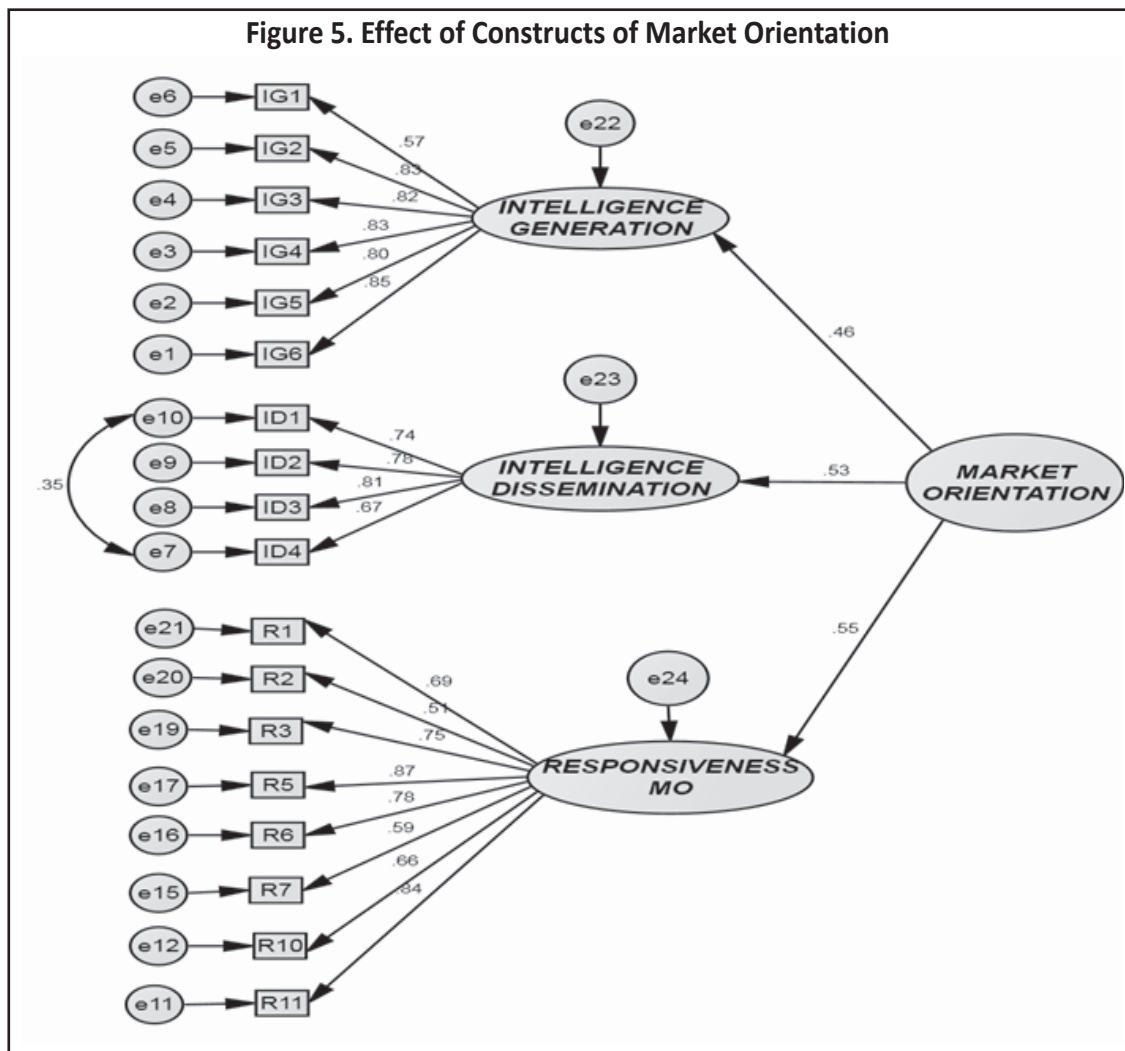 Figure 5. Effect of Constructs of Market Orientation
e6 IG1
e5 IG2
e4 IG3
e3 IG4
e2 IG5
e1 IG6
.57
.83
.82
.83
.80
.85
e22
INTELLIGENCE
GENERATION
.46
e10 ID1
e9 ID2
e8 ID3
e7 ID4
.35
.74
.78
.81
.67
e23
INTELLIGENCE
DISSEMINATION
.53
MARKET
ORIENTATION
.55
e21 R1
e20 R2
e19 R3
e17 R5
e16 R6
e15 R7
e12 R10
e11 R11
.69
.51
.75
.87
.78
.59
.66
.84
e24
RESPONSIVENESS
MO